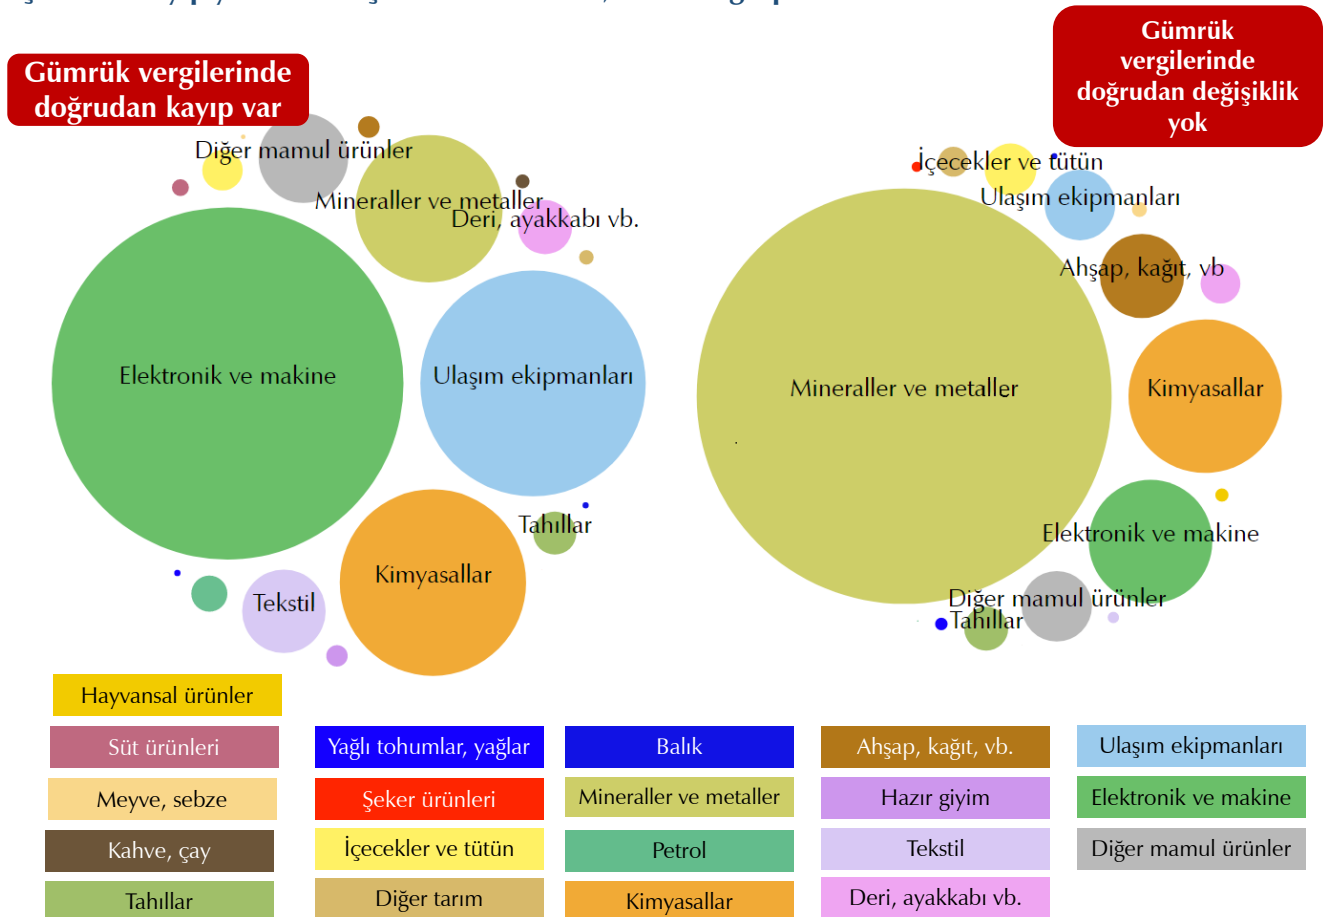 Gümrük vergilerinde
doğrudan kayıp var
Gümrük
vergilerinde
doğrudan değişiklik
yok
Diğer mamul ürünler
Mineraller ve metaller
Deri, ayakkabı vb.
Elektronik ve makine
Ulaşım ekipmanları
Tahıllar
Kimyasallar
Tekstil
İçecekler ve tütün
Ulaşım ekipmanları
Ahşap, kağıt, vb
Mineraller ve metaller
Kimyasallar
Elektronik ve makine
Diğer mamul ürünler
Tahıllar
Hayvansal ürünler
Süt ürünleri
Yağlı tohumlar, yağlar
Balık
Ahşap, kağıt, vb.
Ulaşım ekipmanları
Meyve, sebze
Şeker ürünleri
Mineraller ve metaller
Hazır giyim
Elektronik ve makine
Kahve, çay
İçecekler ve tütün
Petrol
Tekstil
Diğer mamul ürünler
Tahıllar
Diğer tarım
Kimyasallar
Deri, ayakkabı vb.